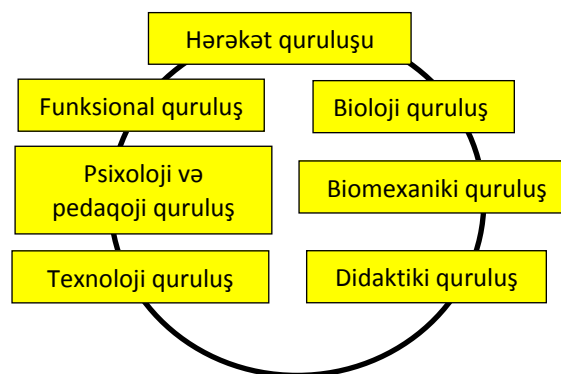 Hərəkət quruluşu
Funksional quruluş
Bioloji quruluş
Psixoloji və
pedaqoji quruluş
Biomexaniki quruluş
Texnoloji quruluş
Didaktiki quruluş